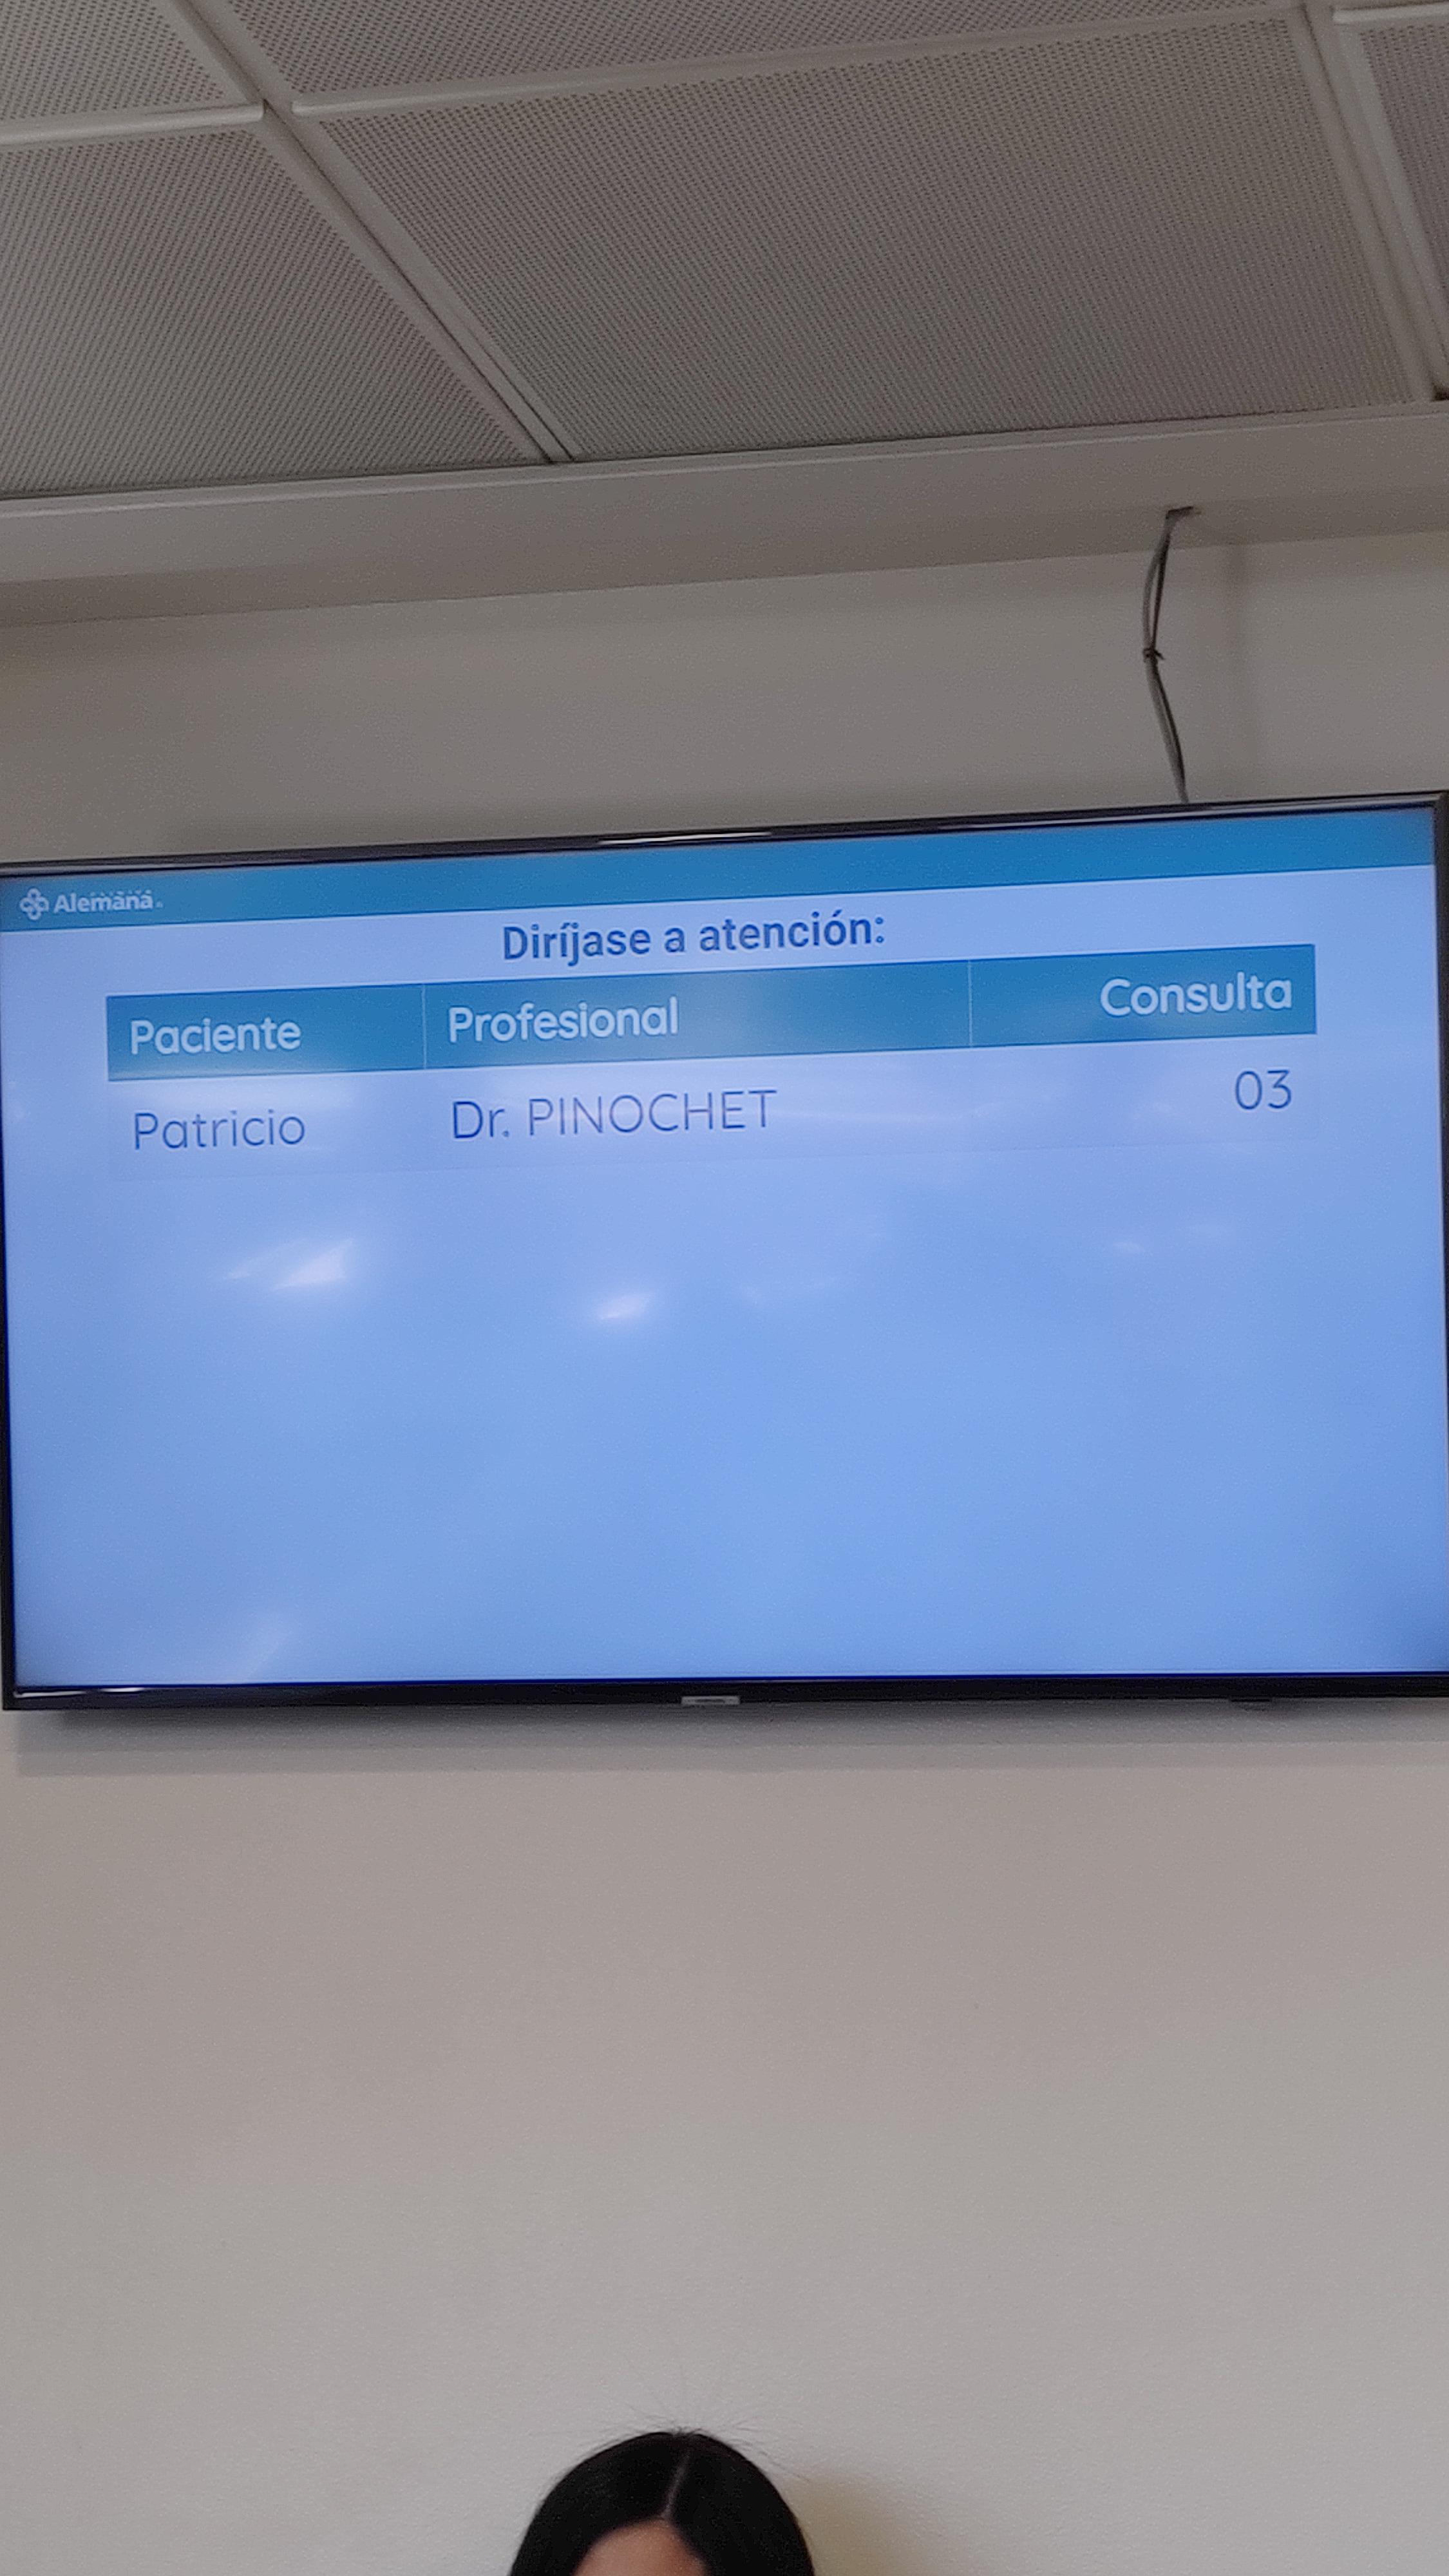 Alemana
Diríjase a atención:
Paciente Profesional Consulta
Patricio Dr. PINOCHET 03